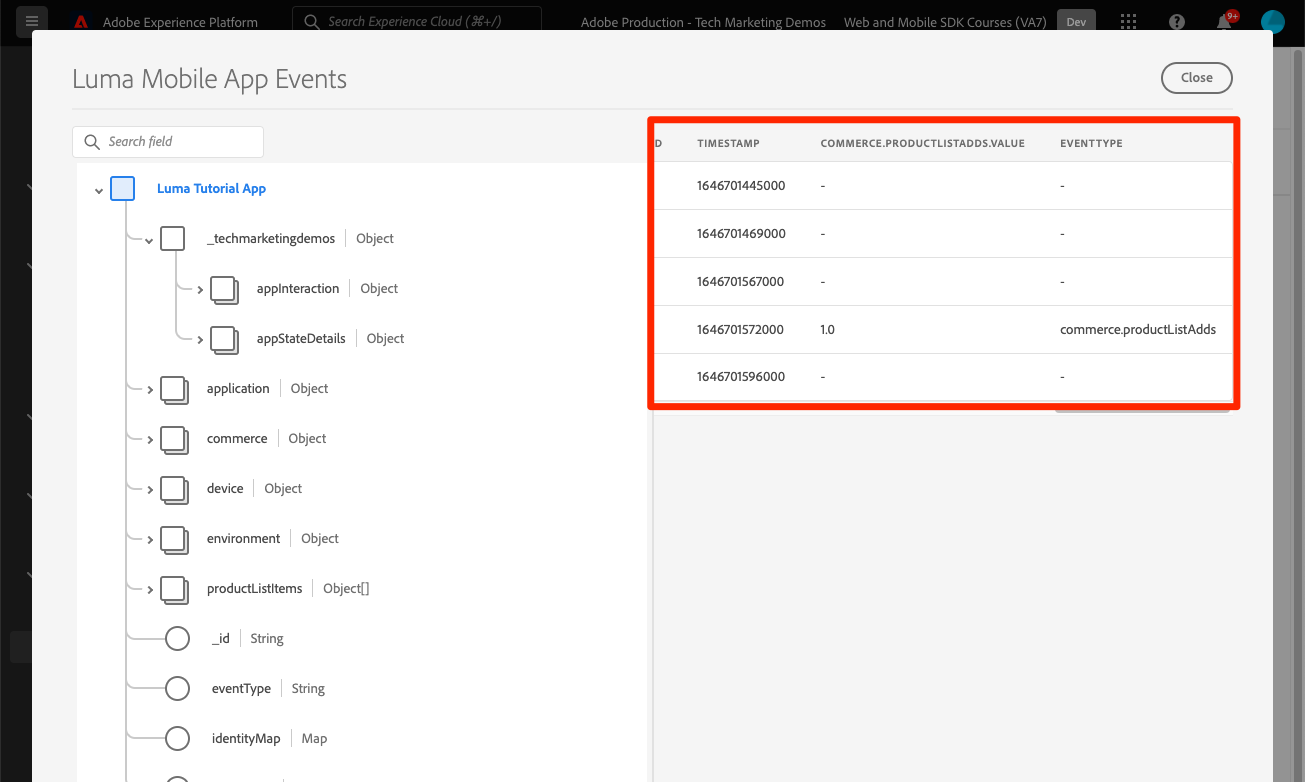 Adobe Experience Platform
Search Experience Cloud (⌘+/)
Adobe Production - Tech Marketing Demos
Web and Mobile SDK Courses (VA7)
Dev
9+
Luma Mobile App Events
Close
Search field
D TIMESTAMP COMMERCE.PRODUCTLISTADDS.VALUE EVENTTYPE
1646701445000 - -
1646701469000 - -
1646701567000 - -
1646701572000 1.0 commerce.productListAdds
1646701596000 - -
Luma Tutorial App
_techmarketingdemos Object
appInteraction Object
appStateDetails Object
application Object
commerce Object
device Object
environment Object
productListItems Object[]
_id String
eventType String
identityMap Map